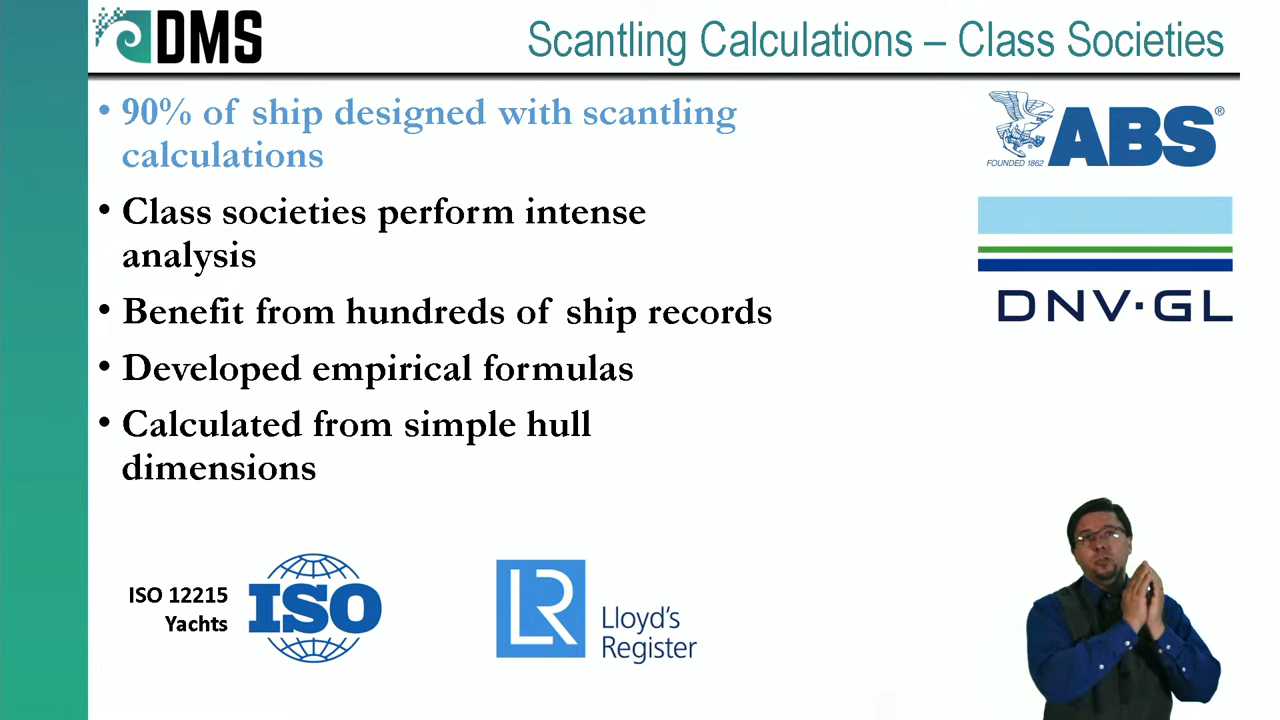 DMS
Scantling Calculations – Class Societies
• 90% of ship designed with scantling
calculations
• Class societies perform intense
analysis
• Benefit from hundreds of ship records
• Developed empirical formulas
• Calculated from simple hull
dimensions
ABS®
FOUNDED 1862
DNV·GL
ISO 12215
Yachts
ISO
LR
Lloyd's
Register